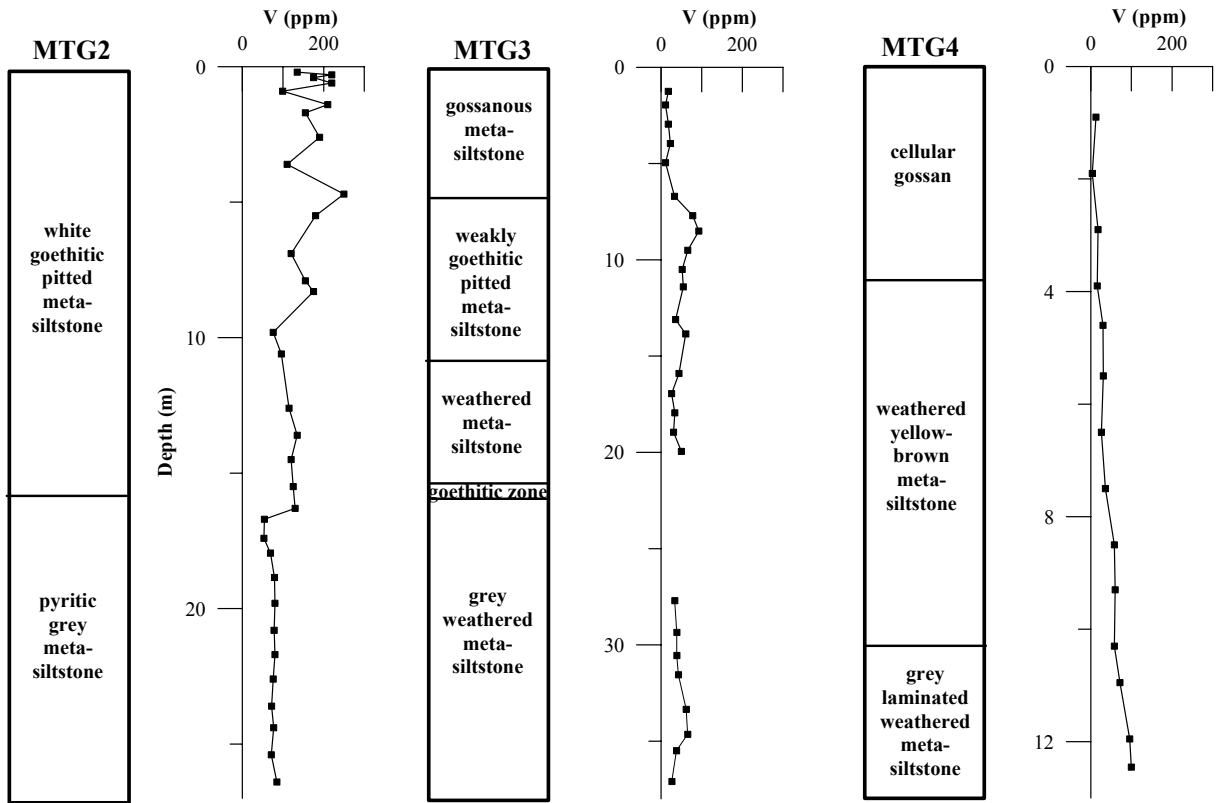 V (ppm)
0 200
MTG2
0
10
20
Depth (m)
white
goethitic
pitted
meta-
siltstone
pyritic
grey
meta-
siltstone
V (ppm)
0 200
MTG3
0
10
20
30
gossanous
meta-
siltstone
weakly
goethitic
pitted
meta-
siltstone
weathered
meta-
siltstone
goethitic zone
grey
weathered
meta-
siltstone
V (ppm)
0 200
MTG4
0
4
8
12
cellular
gossan
weathered
yellow-
brown
meta-
siltstone
grey
laminated
weathered
meta-
siltstone